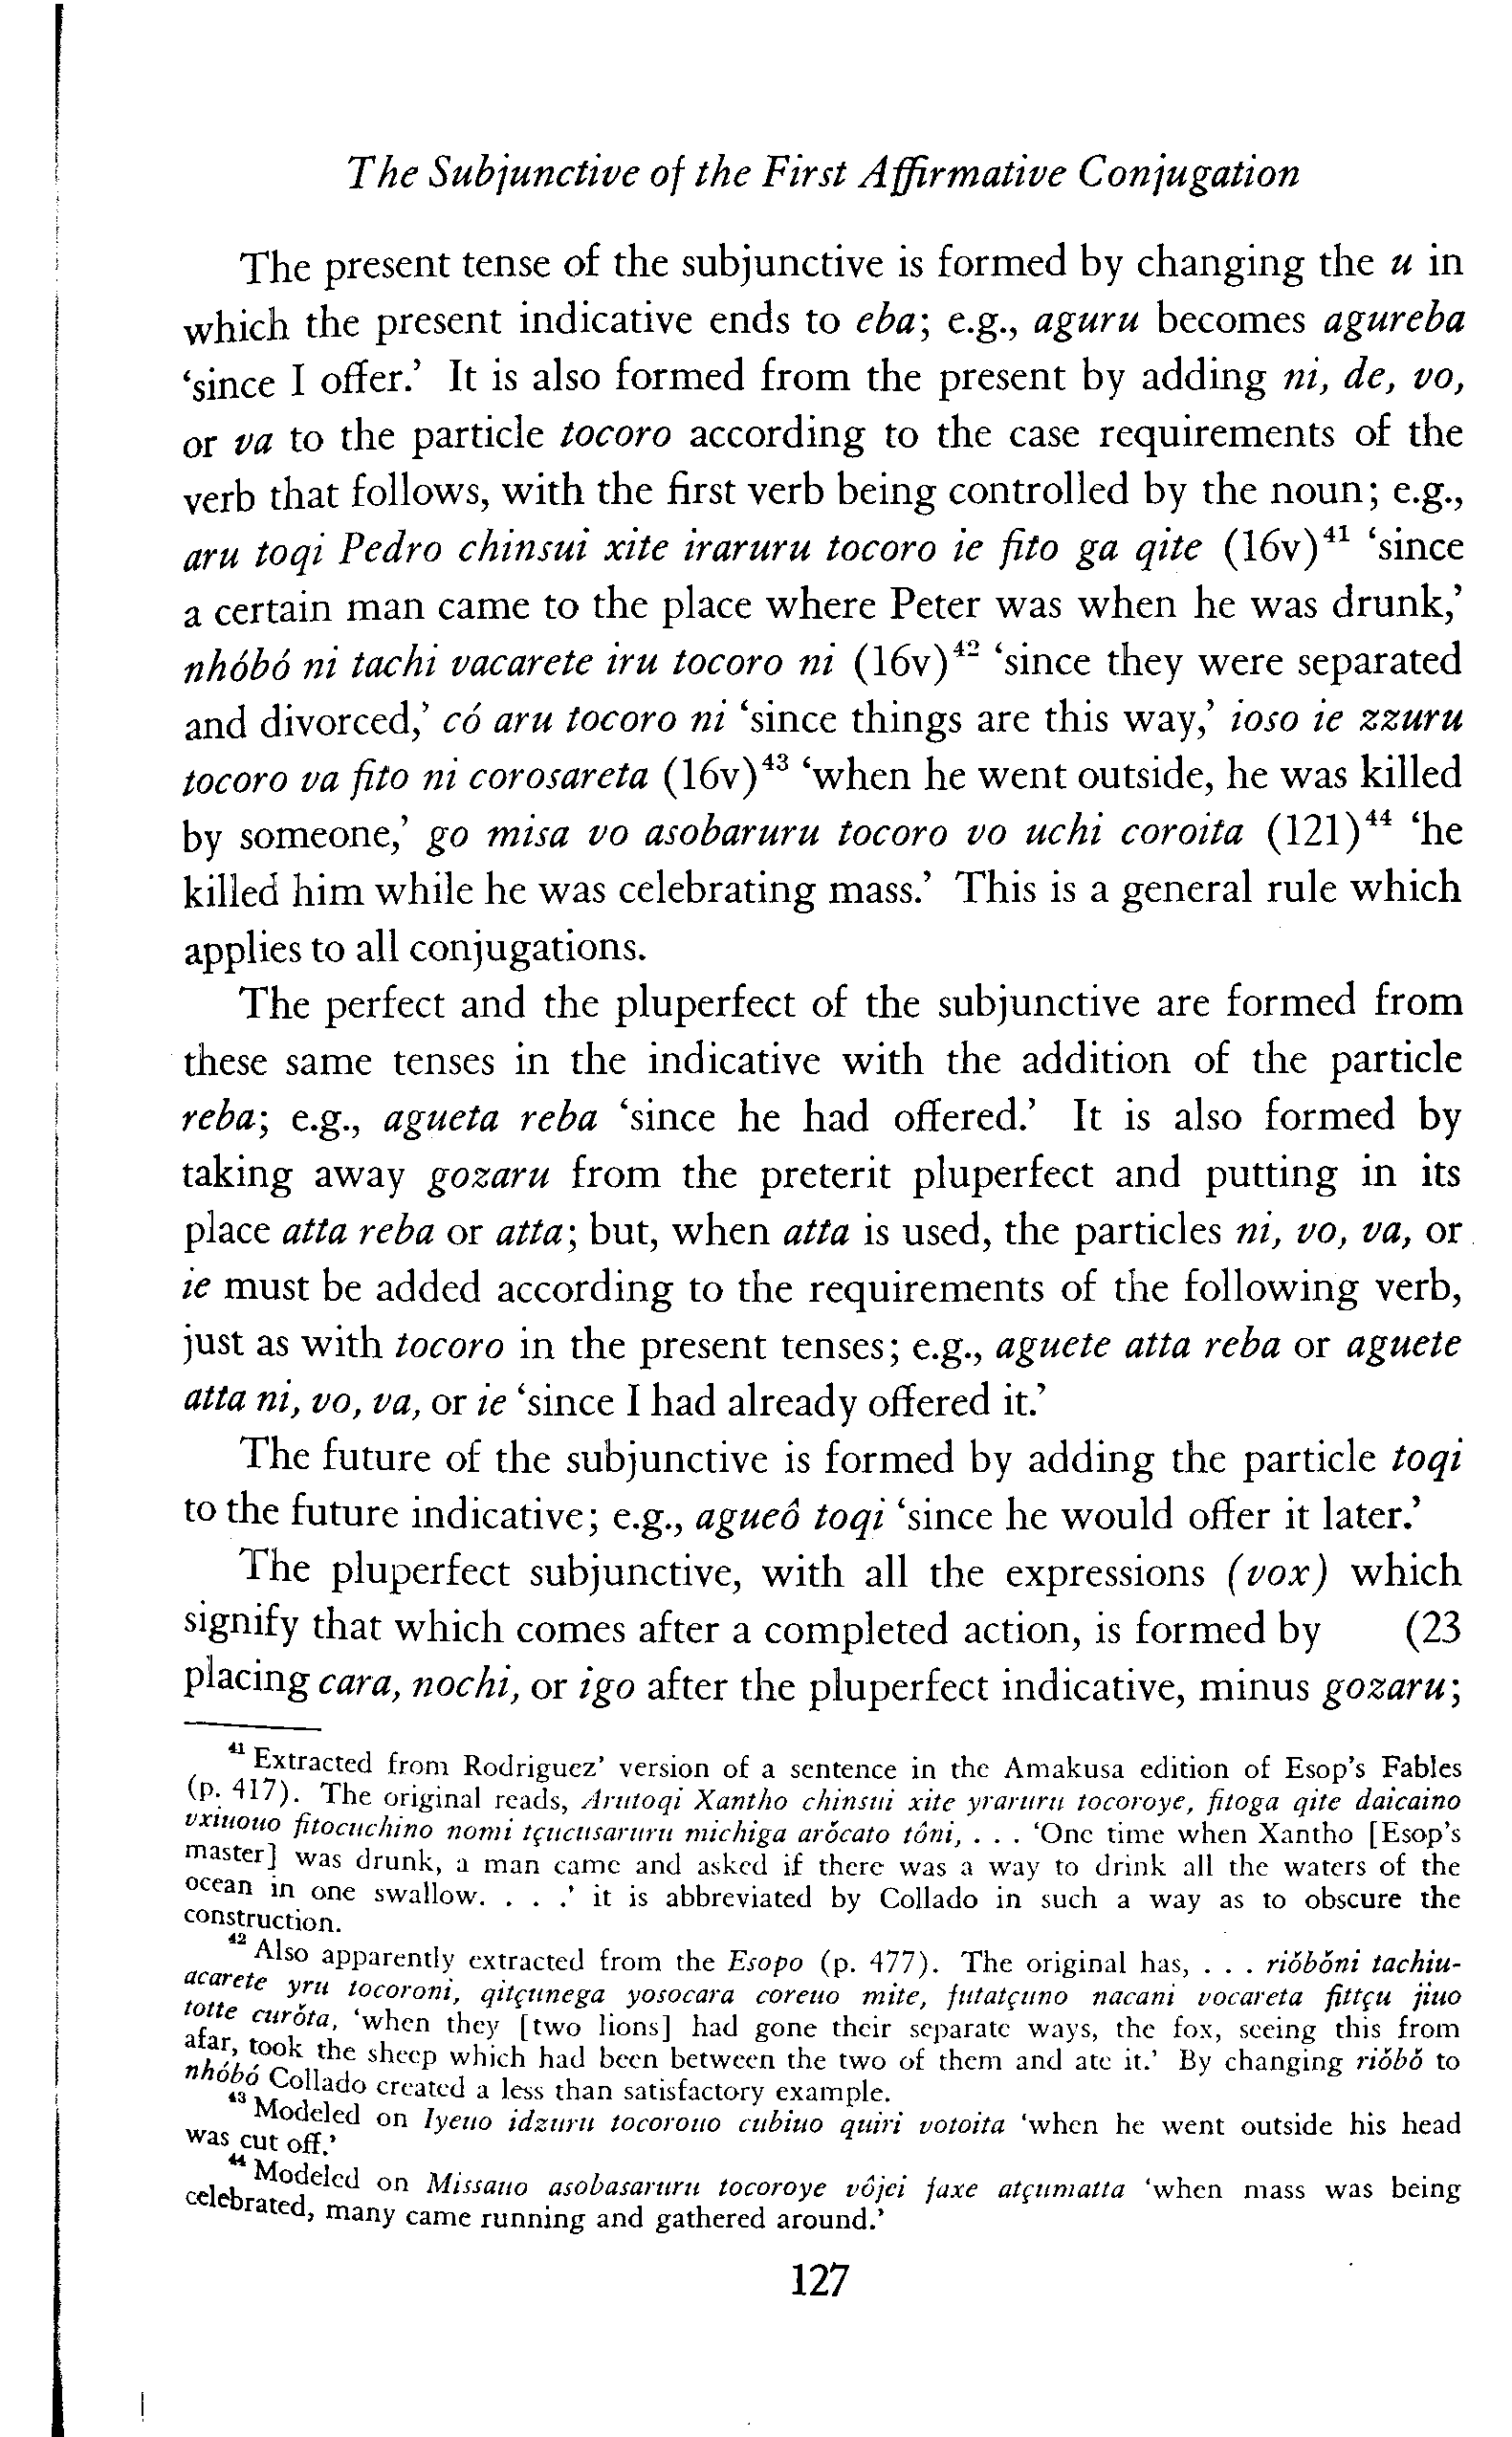 The Subjunctive of the First Affirmative Conjugation
The present tense of the subjunctive is formed by changing the u in
which the present indicative ends to eba; e.g., aguru becomes agureba
‘since I offer.’ It is also formed from the present by adding ni, de, vo,
or va to the particle tocoro according to the case requirements of the
verb that follows, with the first verb being controlled by the noun; e.g.,
aru toqi Pedro chinsui xite iraruru tocoro ie fito ga qite (16v)⁴¹ ‘since
a certain man came to the place where Peter was when he was drunk,’
nhóbó ni tachi vacarete iru tocoro ni (16v)⁴² ‘since they were separated
and divorced,’ có aru tocoro ni ‘since things are this way,’ ioso ie zzuru
tocoro va fito ni corosareta (16v)⁴³ ‘when he went outside, he was killed
by someone,’ go misa vo asobaruru tocoro vo uchi coroita (121)⁴⁴ ‘he
killed him while he was celebrating mass.’ This is a general rule which
applies to all conjugations.
The perfect and the pluperfect of the subjunctive are formed from
these same tenses in the indicative with the addition of the particle
reba; e.g., agueta reba ‘since he had offered.’ It is also formed by
taking away gozaru from the preterit pluperfect and putting in its
place atta reba or atta; but, when atta is used, the particles ni, vo, va, or
ie must be added according to the requirements of the following verb,
just as with tocoro in the present tenses; e.g., aguete atta reba or aguete
atta ni, vo, va, or ie ‘since I had already offered it.’
The future of the subjunctive is formed by adding the particle toqi
to the future indicative; e.g., agueô toqi ‘since he would offer it later.’
The pluperfect subjunctive, with all the expressions (vox) which
signify that which comes after a completed action, is formed by (23
placing cara, nochi, or igo after the pluperfect indicative, minus gozaru;
⁴¹ Extracted from Rodriguez’ version of a sentence in the Amakusa edition of Esop’s Fables
(p. 417). The original reads, Arutoqi Xantho chinsui xite yraruru tocoroye, fitoga qite daicaino
vxiuouo fitocuchino nomi tçucusaruru michiga arǒcato tôni, . . . ‘One time when Xantho [Esop’s
master] was drunk, a man came and asked if there was a way to drink all the waters of the
ocean in one swallow. . . .’ it is abbreviated by Collado in such a way as to obscure the
construction.
⁴² Also apparently extracted from the Esopo (p. 477). The original has, . . . riǒbǒni tachiu-
acarete yru tocoroni, qitçunega yosocara coreuo mite, futatçuno nacani vocareta fittçu jiuo
totte curǒta, ‘when they [two lions] had gone their separate ways, the fox, seeing this from
afar, took the sheep which had been between the two of them and ate it.’ By changing riǒbǒ to
nhóbó Collado created a less than satisfactory example.
⁴³ Modeled on Iyeuo idzuru tocorouo cubiuo quiri votoita ‘when he went outside his head
was cut off.’
⁴⁴ Modeled on Missauo asobasaruru tocoroye vôjei faxe atçumatta ‘when mass was being
celebrated, many came running and gathered around.’
127